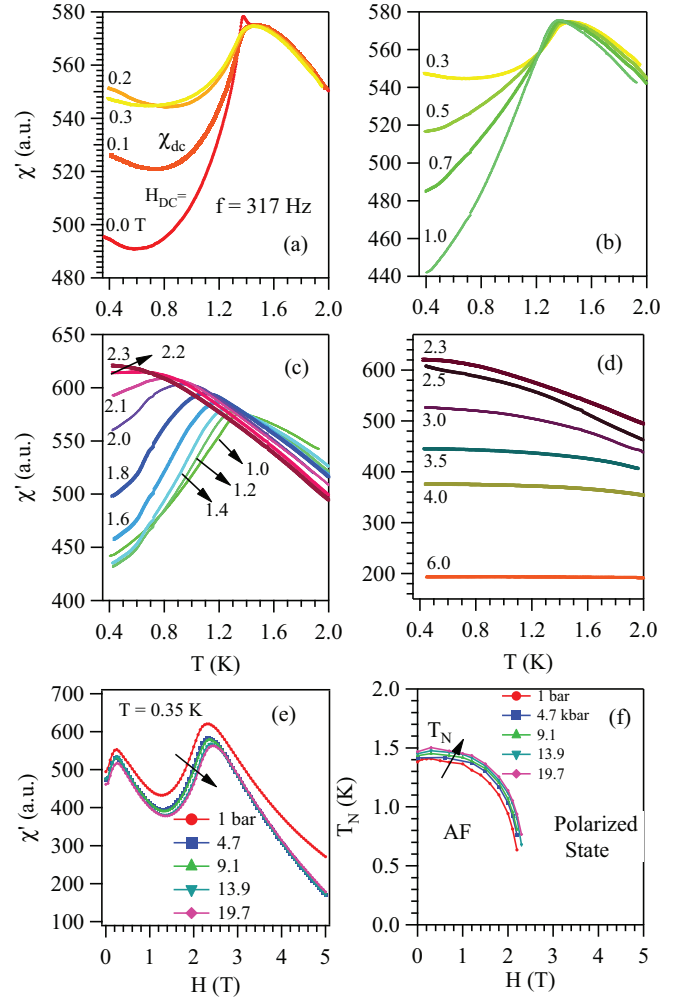 580
560
540
520
500
480
χ' (a.u.)
0.2
0.3
0.1
χdc
H_DC=
0.0 T
f = 317 Hz
(a)
0.4 0.8 1.2 1.6 2.0
580
560
540
520
500
480
460
440
χ' (a.u.)
0.3
0.5
0.7
1.0
(b)
0.4 0.8 1.2 1.6 2.0
650
600
550
500
450
400
χ' (a.u.)
2.3
2.2
2.1
2.0
1.8
1.6
1.0
1.2
1.4
(c)
0.4 0.8 1.2 1.6 2.0
T (K)
600
500
400
300
200
χ' (a.u.)
2.3
2.5
3.0
3.5
4.0
6.0
(d)
0.4 0.8 1.2 1.6 2.0
T (K)
700
600
500
400
300
200
100
χ' (a.u.)
T = 0.35 K
(e)
1 bar
4.7
9.1
13.9
19.7
0 1 2 3 4 5
H (T)
2.0
1.5
1.0
0.5
0.0
T_N (K)
1 bar
4.7 kbar
9.1
13.9
19.7
(f)
T_N
AF
Polarized
State
0 1 2 3 4 5
H (T)